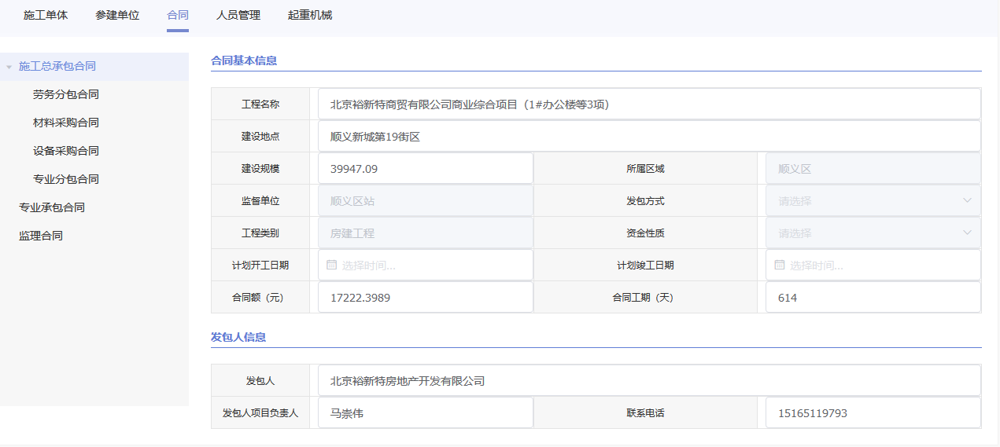 施工单体 参建单位 合同 人员管理 起重机械
施工总承包合同
劳务分包合同
材料采购合同
设备采购合同
专业分包合同
专业承包合同
监理合同
合同基本信息
工程名称 北京裕新特商贸有限公司商业综合项目（1#办公楼等3项）
建设地点 顺义新城第19街区
建设规模 39947.09 所属区域 顺义区
监督单位 顺义区站 发包方式 请选择
工程类别 房建工程 资金性质 请选择
计划开工日期 选择时间... 计划竣工日期 选择时间...
合同额（元） 17222.3989 合同工期（天） 614
发包人信息
发包人 北京裕新特房地产开发有限公司
发包人项目负责人 马崇伟 联系电话 15165119793